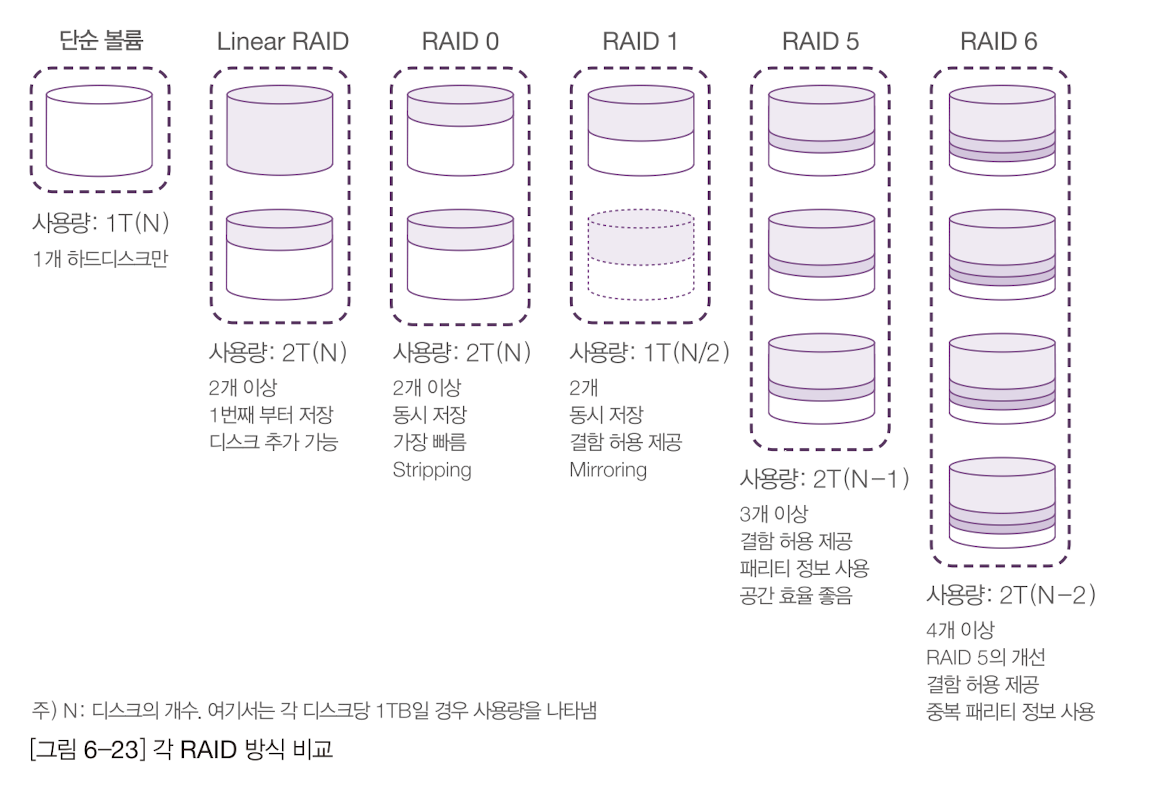 단순 볼륨
사용량: 1T(N)
1개 하드디스크만
Linear RAID
사용량: 2T(N)
2개 이상
1번째 부터 저장
디스크 추가 가능
RAID 0
사용량: 2T(N)
2개 이상
동시 저장
가장 빠름
Stripping
RAID 1
사용량: 1T(N/2)
2개
동시 저장
결함 허용 제공
Mirroring
RAID 5
사용량: 2T(N-1)
3개 이상
결함 허용 제공
패리티 정보 사용
공간 효율 좋음
RAID 6
사용량: 2T(N-2)
4개 이상
RAID 5의 개선
결함 허용 제공
중복 패리티 정보 사용
주) N: 디스크의 개수. 여기서는 각 디스크당 1TB일 경우 사용량을 나타냄
[그림 6-23] 각 RAID 방식 비교